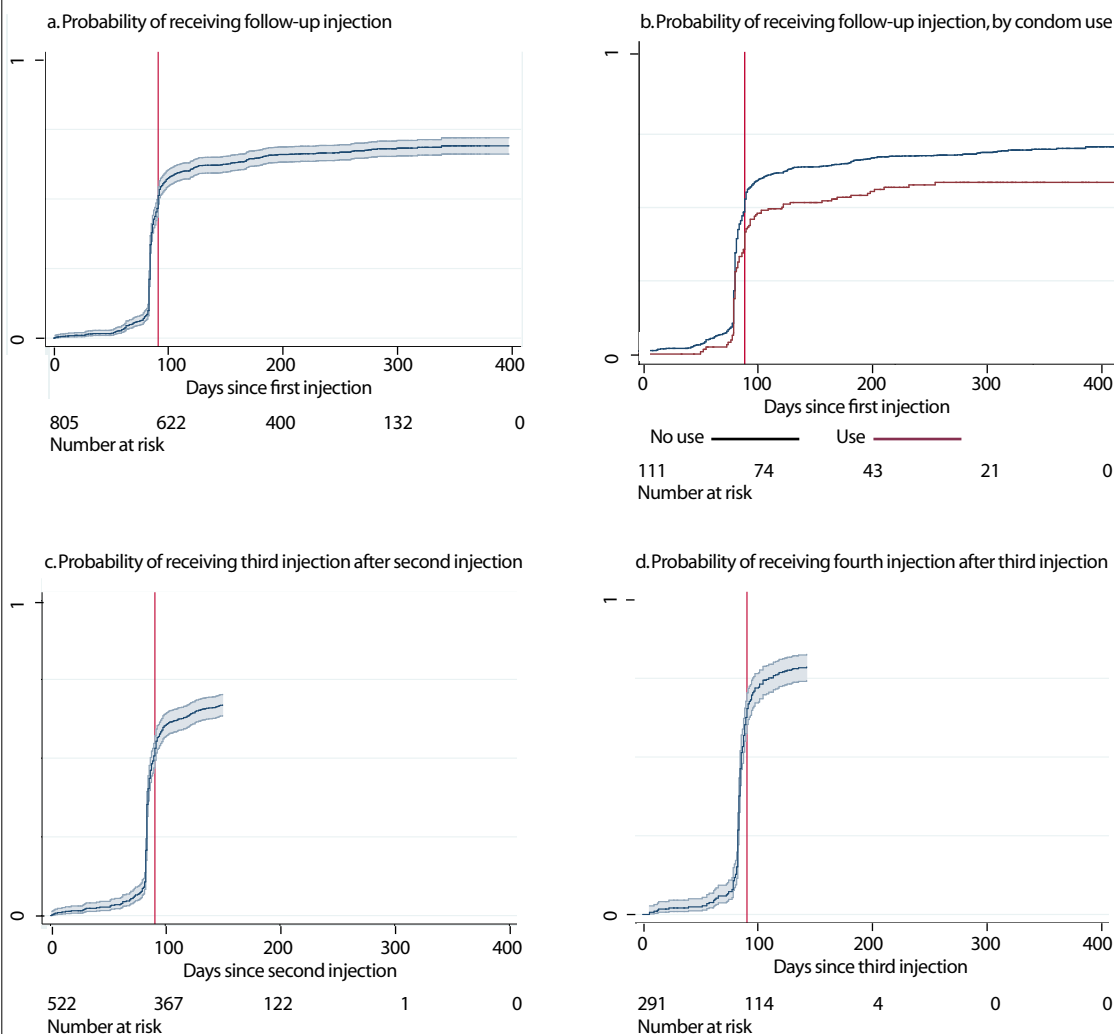 a. Probability of receiving follow-up injection
1
0
0 100 200 300 400
Days since first injection
805 622 400 132 0
Number at risk
b. Probability of receiving follow-up injection, by condom use
1
0
0 100 200 300 400
Days since first injection
No use Use
111 74 43 21 0
Number at risk
c. Probability of receiving third injection after second injection
1
0
0 100 200 300 400
Days since second injection
522 367 122 1 0
Number at risk
d. Probability of receiving fourth injection after third injection
1
0
0 100 200 300 400
Days since third injection
291 114 4 0 0
Number at risk